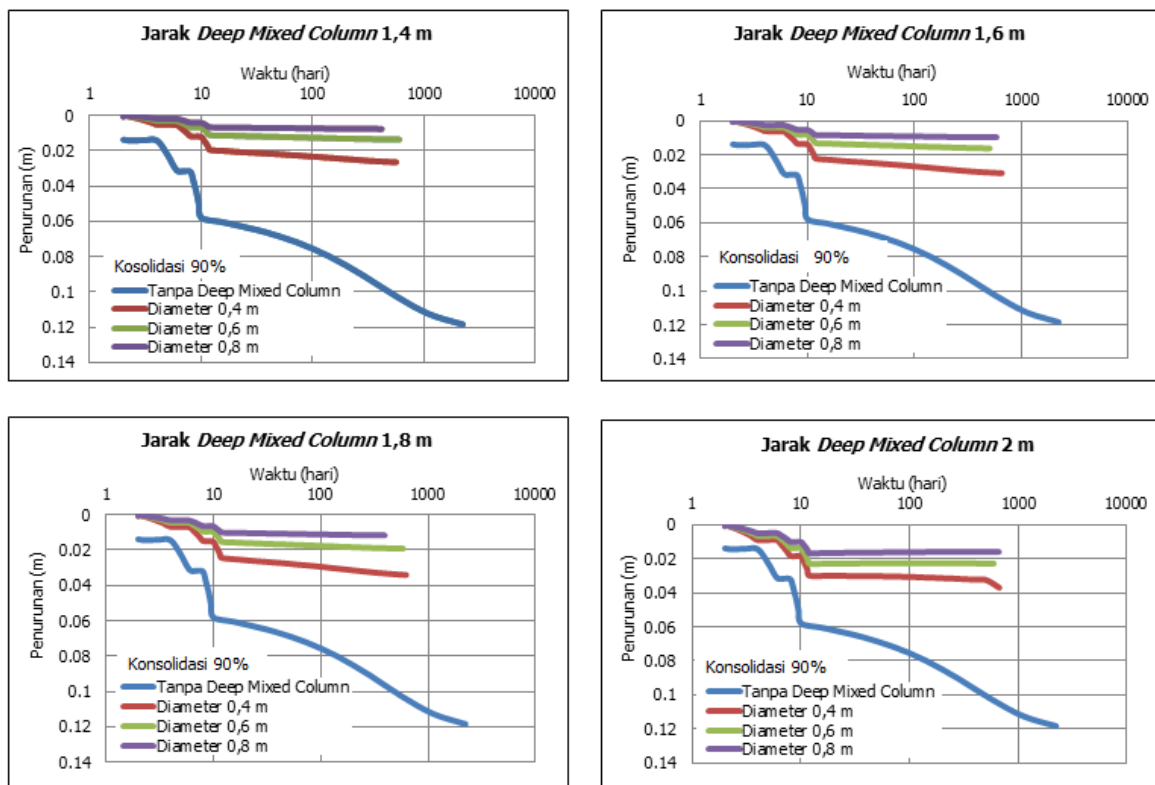 Jarak Deep Mixed Column 1,4 m
Waktu (hari)
1 10 100 1000 10000
Penurunan (m)
0
0.02
0.04
0.06
0.08
0.1
0.12
0.14
Kosolidasi 90%
Tanpa Deep Mixed Column
Diameter 0,4 m
Diameter 0,6 m
Diameter 0,8 m
Jarak Deep Mixed Column 1,6 m
Waktu (hari)
1 10 100 1000 10000
Penurunan (m)
0
0.02
0.04
0.06
0.08
0.1
0.12
0.14
Konsolidasi 90%
Tanpa Deep Mixed Column
Diameter 0,4 m
Diameter 0,6 m
Diameter 0,8 m
Jarak Deep Mixed Column 1,8 m
Waktu (hari)
1 10 100 1000 10000
Penurunan (m)
0
0.02
0.04
0.06
0.08
0.1
0.12
0.14
Konsolidasi 90%
Tanpa Deep Mixed Column
Diameter 0,4 m
Diameter 0,6 m
Diameter 0,8 m
Jarak Deep Mixed Column 2 m
Waktu (hari)
1 10 100 1000 10000
Penurunan (m)
0
0.02
0.04
0.06
0.08
0.1
0.12
0.14
Konsolidasi 90%
Tanpa Deep Mixed Column
Diameter 0,4 m
Diameter 0,6 m
Diameter 0,8 m